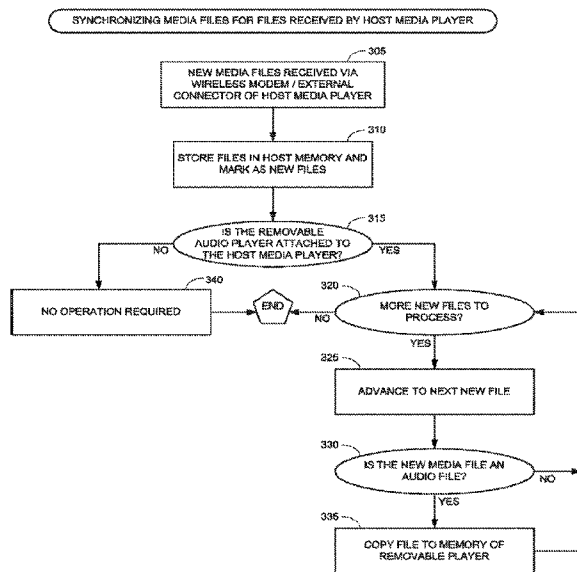 SYNCHRONIZING MEDIA FILES FOR FILES RECEIVED BY HOST MEDIA PLAYER
305
NEW MEDIA FILES RECEIVED VIA
WIRELESS MODEM / EXTERNAL
CONNECTOR OF HOST MEDIA PLAYER
310
STORE FILES IN HOST MEMORY AND
MARK AS NEW FILES
315
IS THE REMOVABLE
AUDIO PLAYER ATTACHED TO
THE HOST MEDIA PLAYER?
NO
YES
340
NO OPERATION REQUIRED
END
NO
320
MORE NEW FILES TO
PROCESS?
YES
325
ADVANCE TO NEXT NEW FILE
330
IS THE NEW MEDIA FILE AN
AUDIO FILE?
NO
YES
335
COPY FILE TO MEMORY OF
REMOVABLE PLAYER